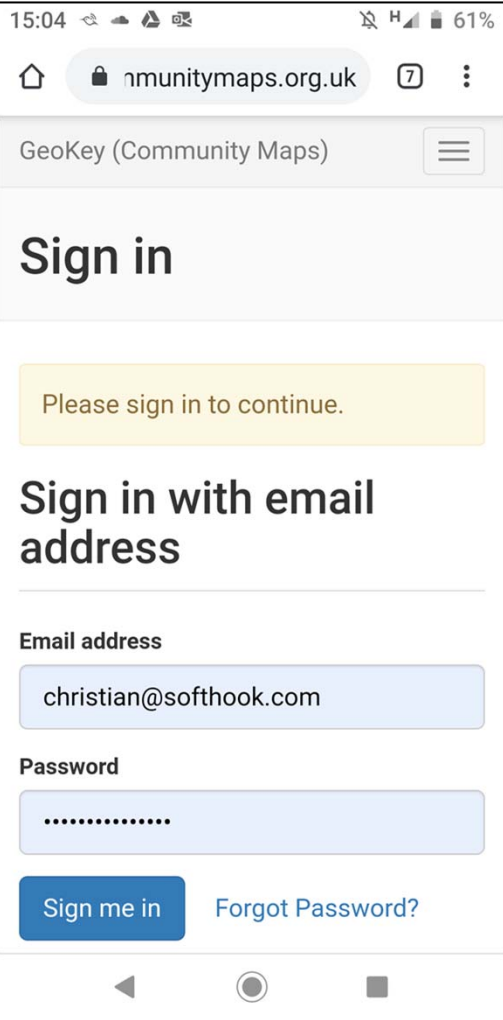 15:04 H 61%
nmunitymaps.org.uk 7
GeoKey (Community Maps)
Sign in
Please sign in to continue.
Sign in with email
address
Email address
christian@softhook.com
Password
•••••••••••••••
Sign me in Forgot Password?